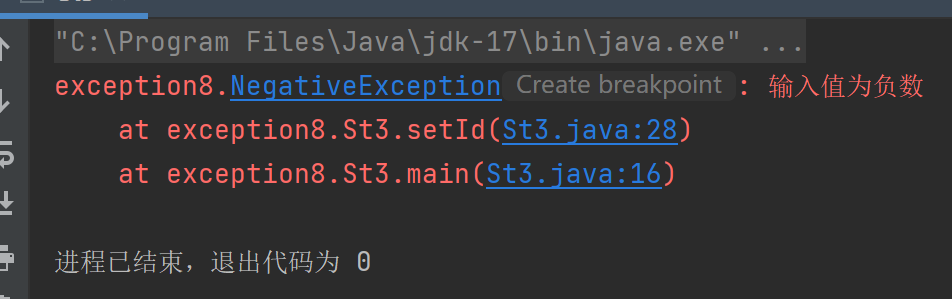 "C:\Program Files\Java\jdk-17\bin\java.exe" ...
exception8.NegativeException Create breakpoint : 输入值为负数
at exception8.St3.setId(St3.java:28)
at exception8.St3.main(St3.java:16)
进程已结束，退出代码为 0